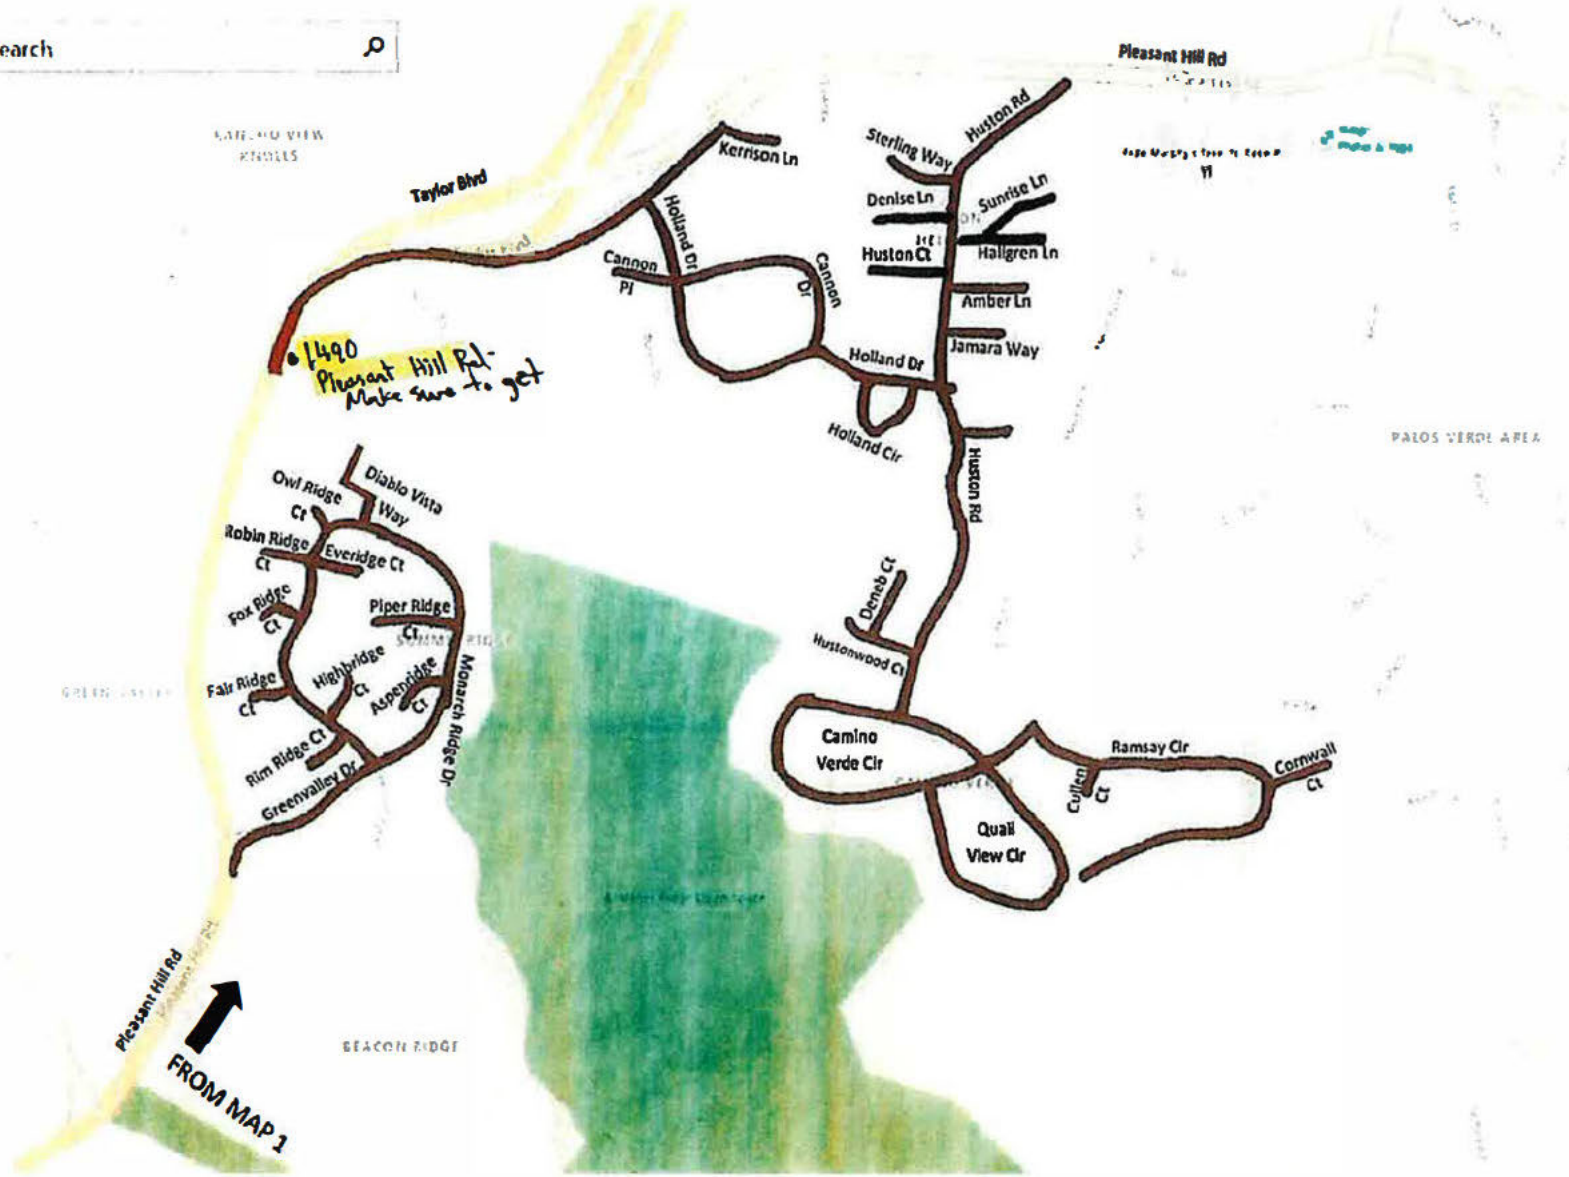 earch
Pleasant Hill Rd
KNOLLS
Taylor Blvd
Kerrison Ln
Huston Rd
Sterling Way
Denise Ln
Sunrise Ln
Huston Ct
Hallgren Ln
Amber Ln
Jamara Way
Holland Dr
Cannon
Pl
Cannon
Dr
Holland Dr
Holland Cir
Huston Rd
1490
Pleasant Hill Rd-
Make sure to get
PALOS VERDE AREA
Diablo Vista
Way
Owl Ridge
Ct
Robin Ridge
Ct
Everidge Ct
Fox Ridge
Ct
Piper Ridge
Ct
Fair Ridge
Ct
Highbridge
Ct
Aspenridge
Ct
Monarch Ridge Dr
Rim Ridge Ct
Greenvalley Dr
Deneb Ct
Hustonwood Ct
Camino
Verde Cir
Ramsay Cir
Cullen
Ct
Cornwall
Ct
Quail
View Cir
Pleasant Hill Rd
Pleasant Hill Rd
BEACON RIDGE
FROM MAP 1